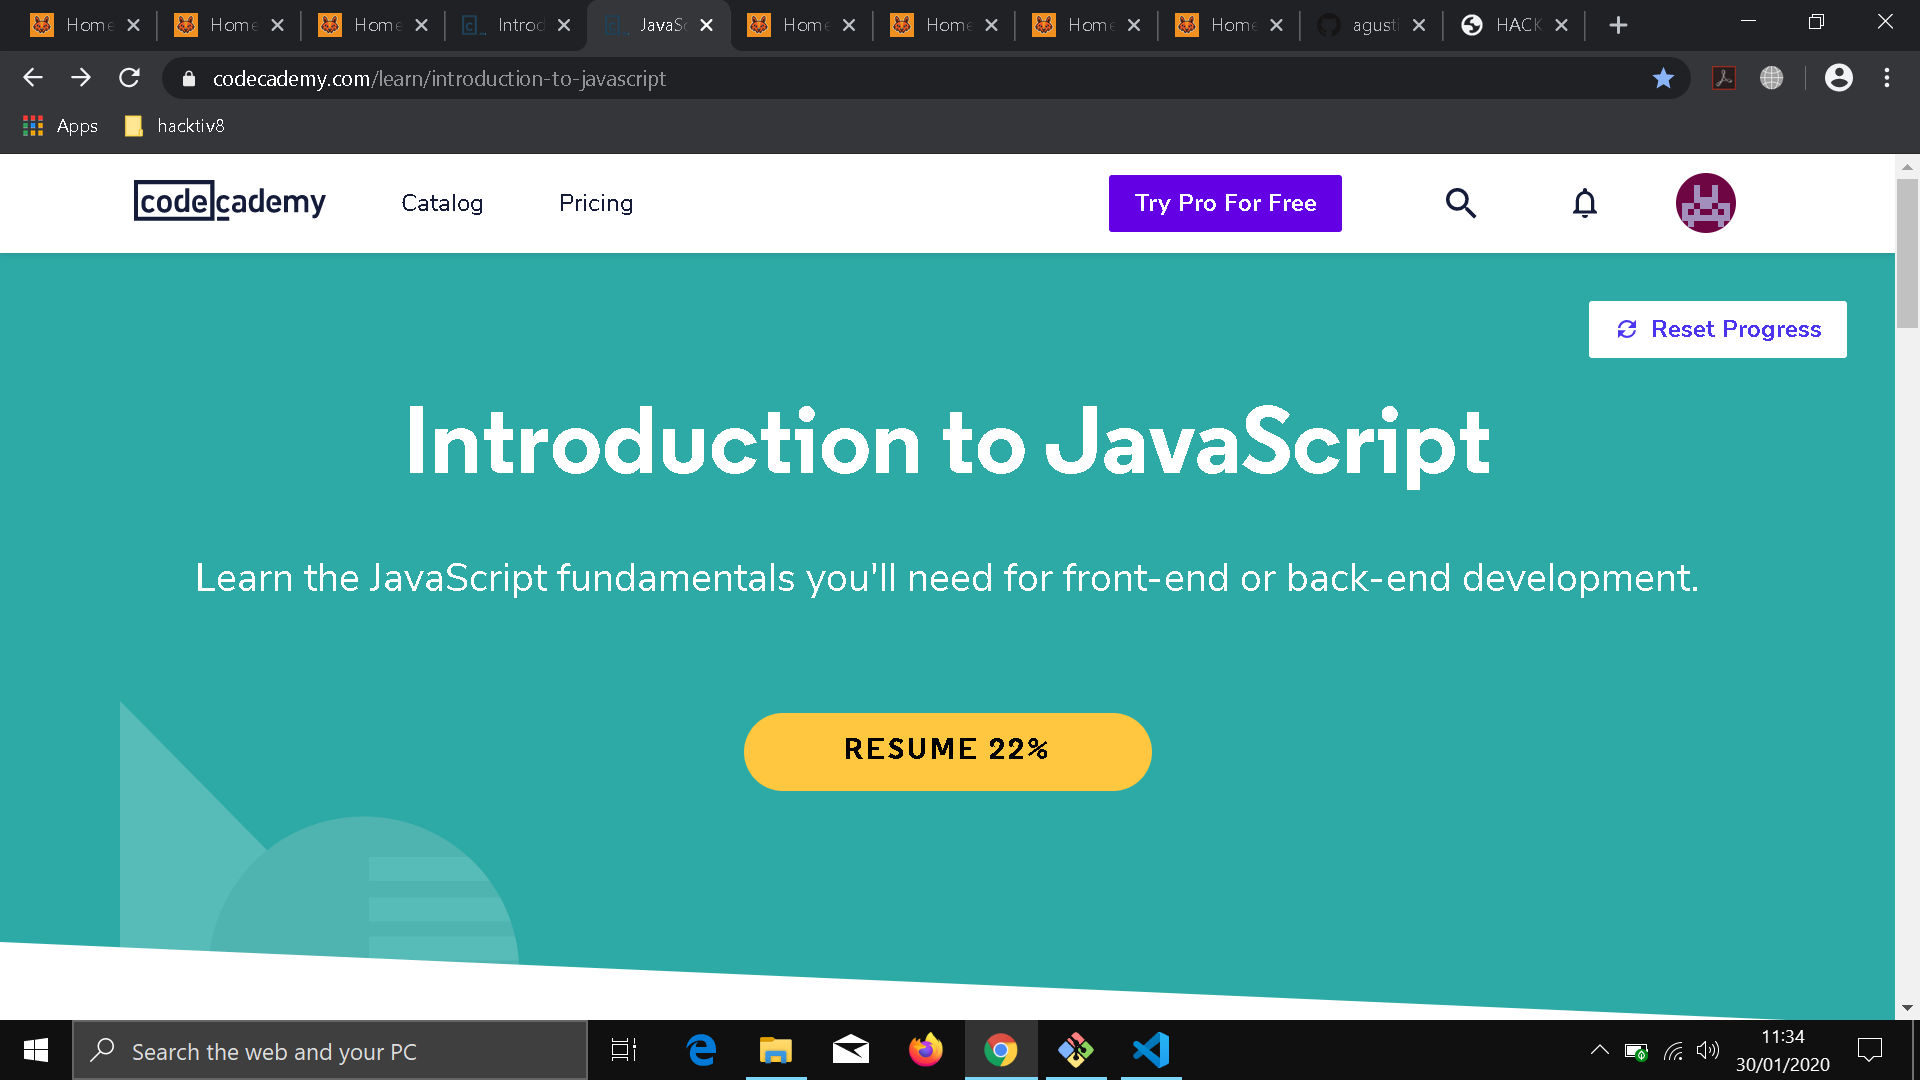 Home Home Home Introd JavaSc Home Home Home Home agusti HACK
codecademy.com/learn/introduction-to-javascript
Apps hacktiv8
codecademy Catalog Pricing Try Pro For Free
Reset Progress
Introduction to JavaScript
Learn the JavaScript fundamentals you'll need for front-end or back-end development.
RESUME 22%
Search the web and your PC
11:34
30/01/2020